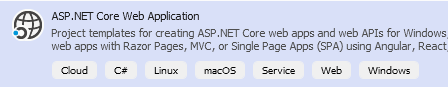 ASP.NET Core Web Application
Project templates for creating ASP.NET Core web apps and web APIs for Windows,
web apps with Razor Pages, MVC, or Single Page Apps (SPA) using Angular, React,
Cloud C# Linux macOS Service Web Windows